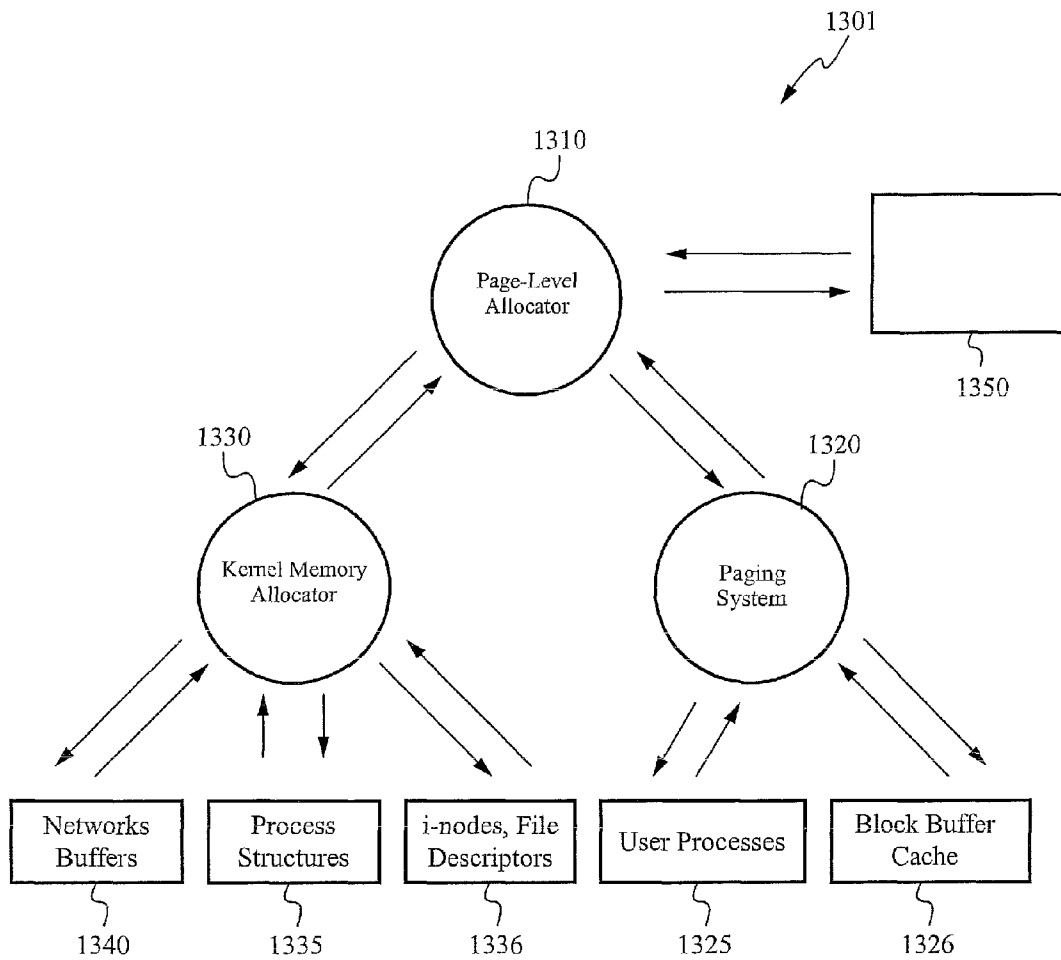 1301
1310
Page-Level
Allocator
1350
1330
1320
Kernel Memory
Allocator
Paging
System
Networks
Buffers
Process
Structures
i-nodes, File
Descriptors
User Processes
Block Buffer
Cache
1340
1335
1336
1325
1326